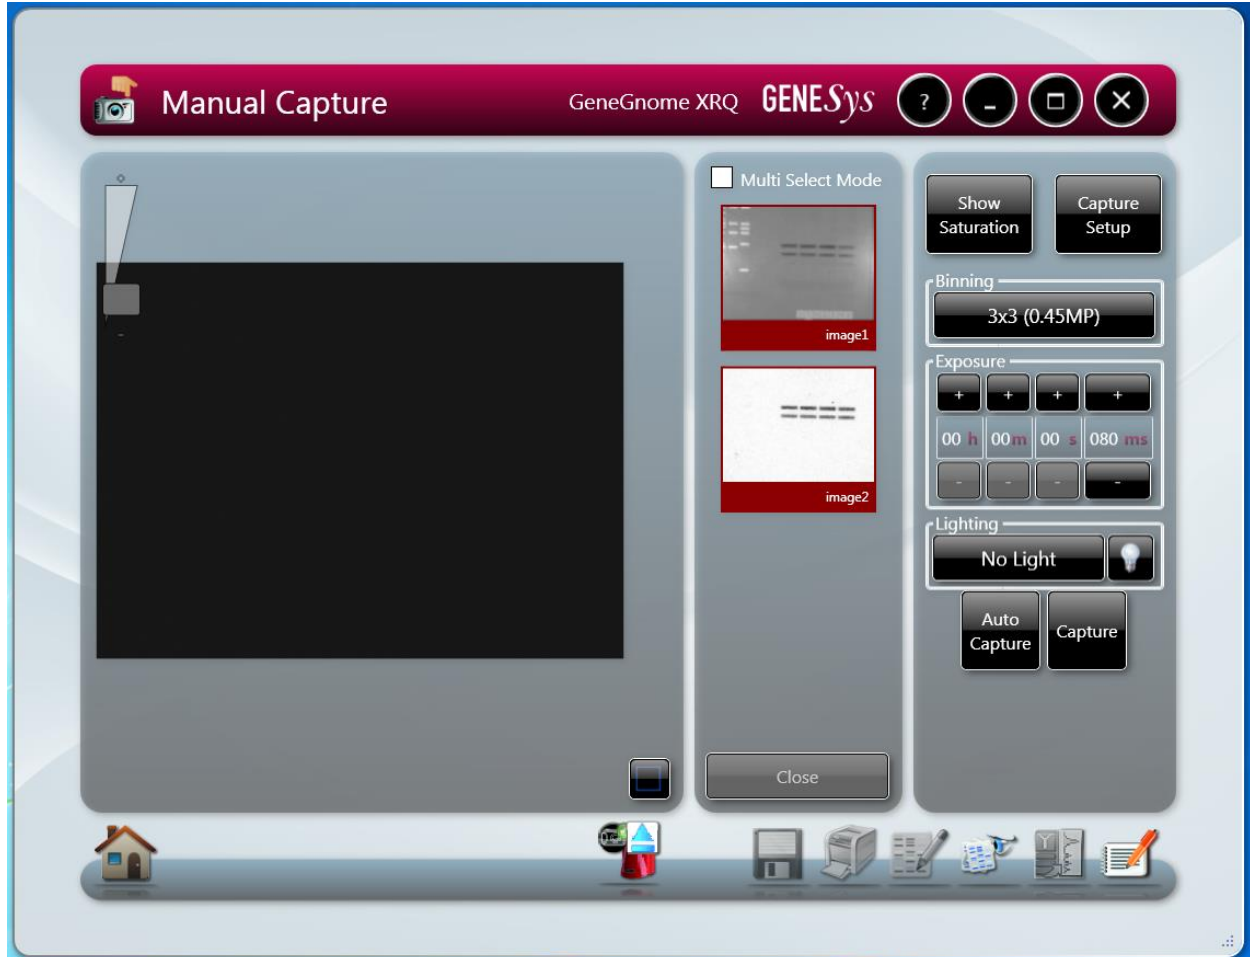 Manual Capture
GeneGnome XRQ GENESys ?
Multi Select Mode
image1
image2
Close
Show
Saturation
Capture
Setup
Binning
3x3 (0.45MP)
Exposure
+ + + +
00 h 00 m 00 s 080 ms
- - - -
Lighting
No Light
Auto
Capture
Capture